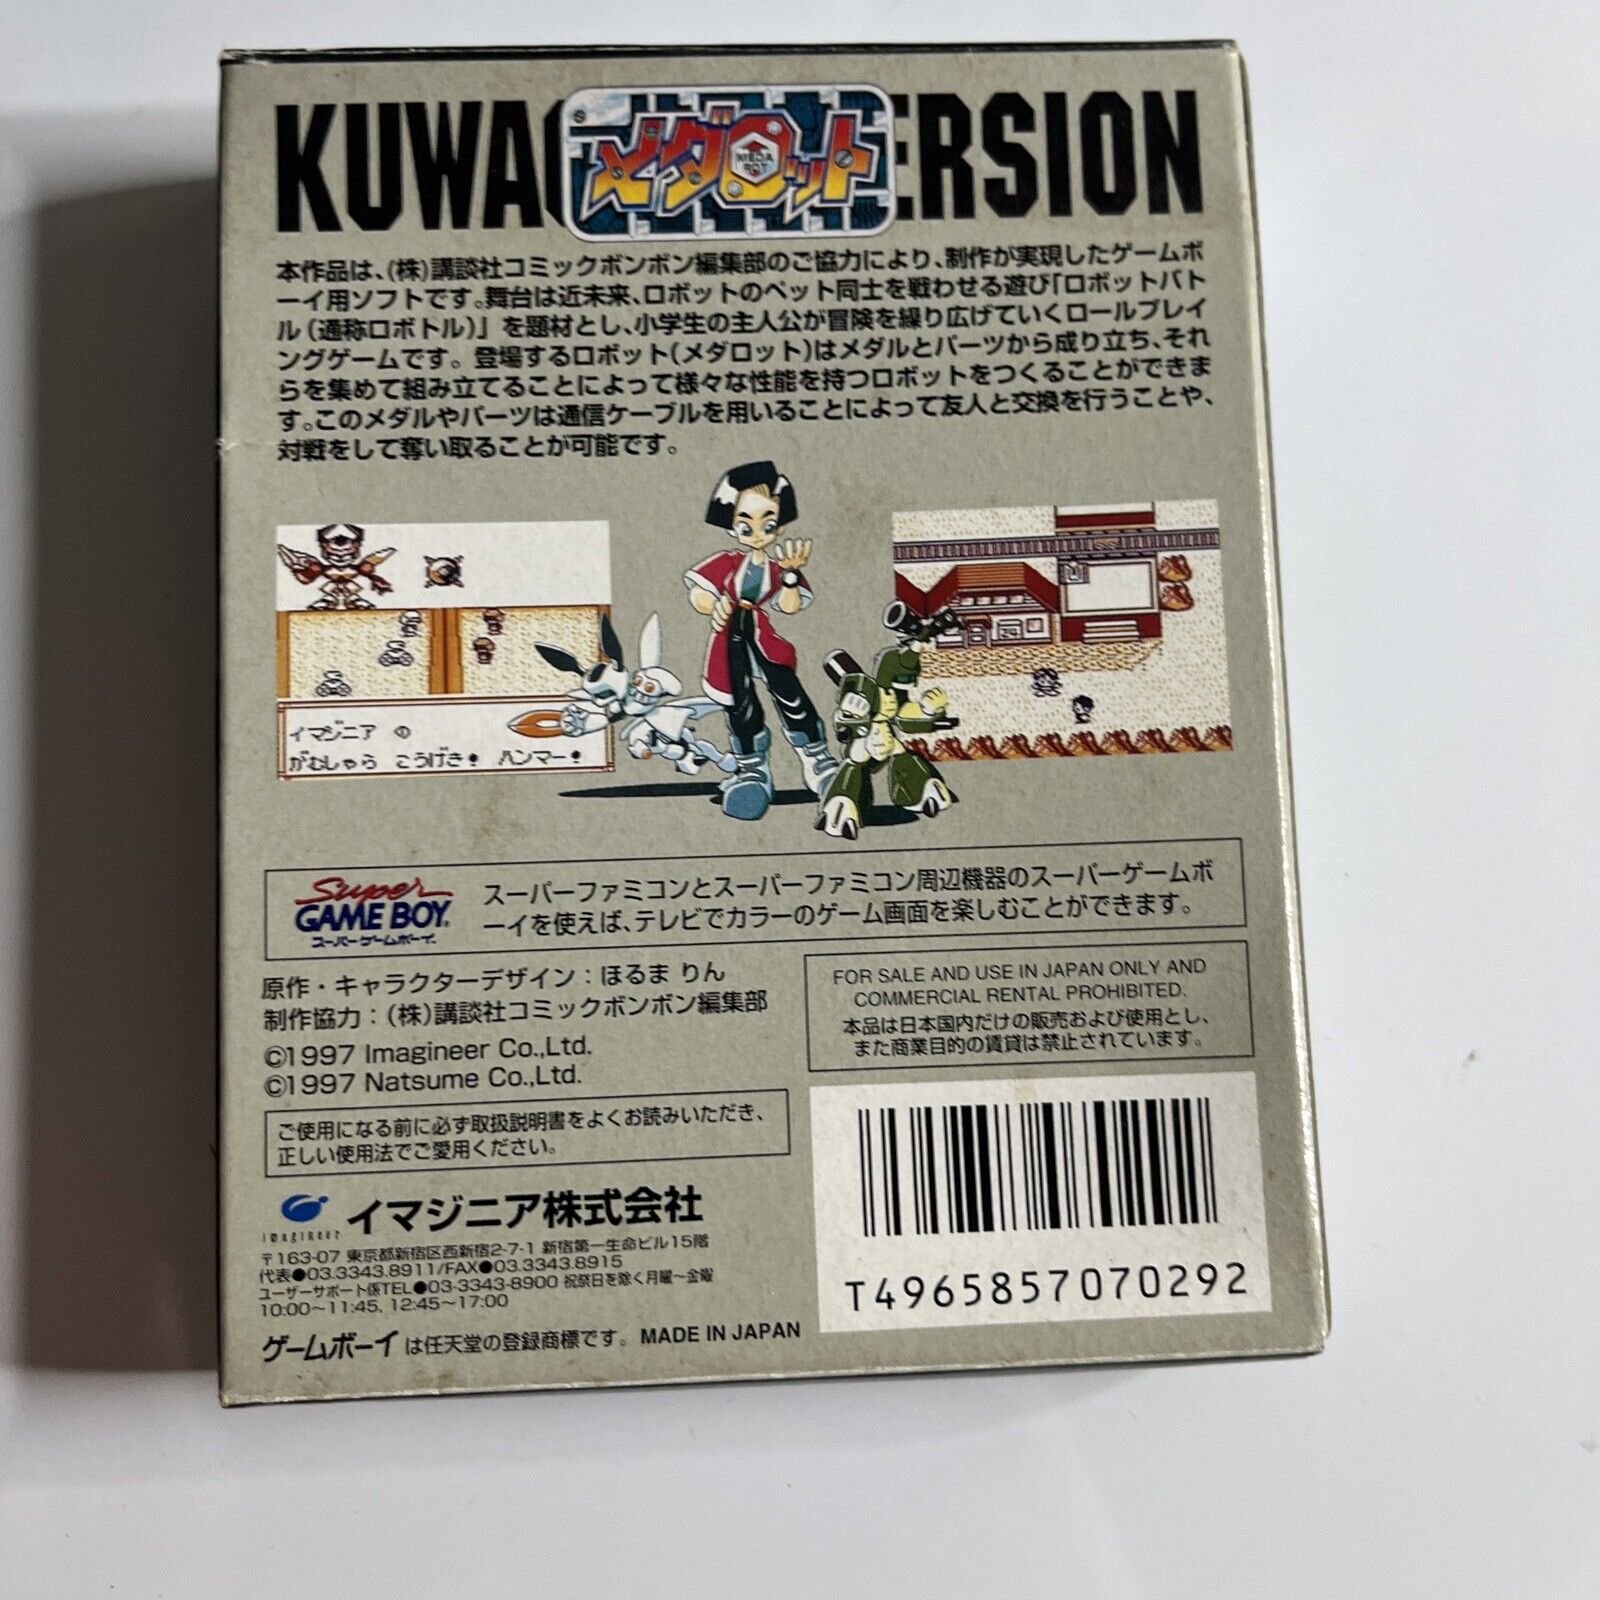 KUWAG メダロット ERSION
MEDA
ROT
本作品は、(株)講談社コミックボンボン編集部のご協力により、制作が実現したゲームボ
ーイ用ソフトです。舞台は近未来、ロボットのペット同士を戦わせる遊び「ロボットバト
ル(通称ロボトル)」を題材とし、小学生の主人公が冒険を繰り広げていくロールプレイ
ングゲームです。登場するロボット(メダロット)はメダルとパーツから成り立ち、それ
らを集めて組み立てることによって様々な性能を持つロボットをつくることができま
す。このメダルやパーツは通信ケーブルを用いることによって友人と交換を行うことや、
対戦をして奪い取ることが可能です。
イマジニア の
がむしゃら こうげき! ハンマー!
24
Super
GAME BOY.
スーパーゲームボーイ.
スーパーファミコンとスーパーファミコン周辺機器のスーパーゲームボ
ーイを使えば、テレビでカラーのゲーム画面を楽しむことができます。
原作・キャラクターデザイン:ほるま りん
制作協力:(株)講談社コミックボンボン編集部
©1997 Imagineer Co.,Ltd.
©1997 Natsume Co.,Ltd.
FOR SALE AND USE IN JAPAN ONLY AND
COMMERCIAL RENTAL PROHIBITED.
本品は日本国内だけの販売および使用とし、
また商業目的の賃貸は禁止されています。
ご使用になる前に必ず取扱説明書をよくお読みいただき、
正しい使用法でご愛用ください。
imagineer イマジニア株式会社
〒163-07 東京都新宿区西新宿2-7-1 新宿第一生命ビル15階
代表●03.3343.8911/FAX●03.3343.8915
ユーザーサポート係TEL●03-3343-8900 祝祭日を除く月曜〜金曜
10:00〜11:45, 12:45〜17:00
ゲームボーイは任天堂の登録商標です。 MADE IN JAPAN
T4965857070292